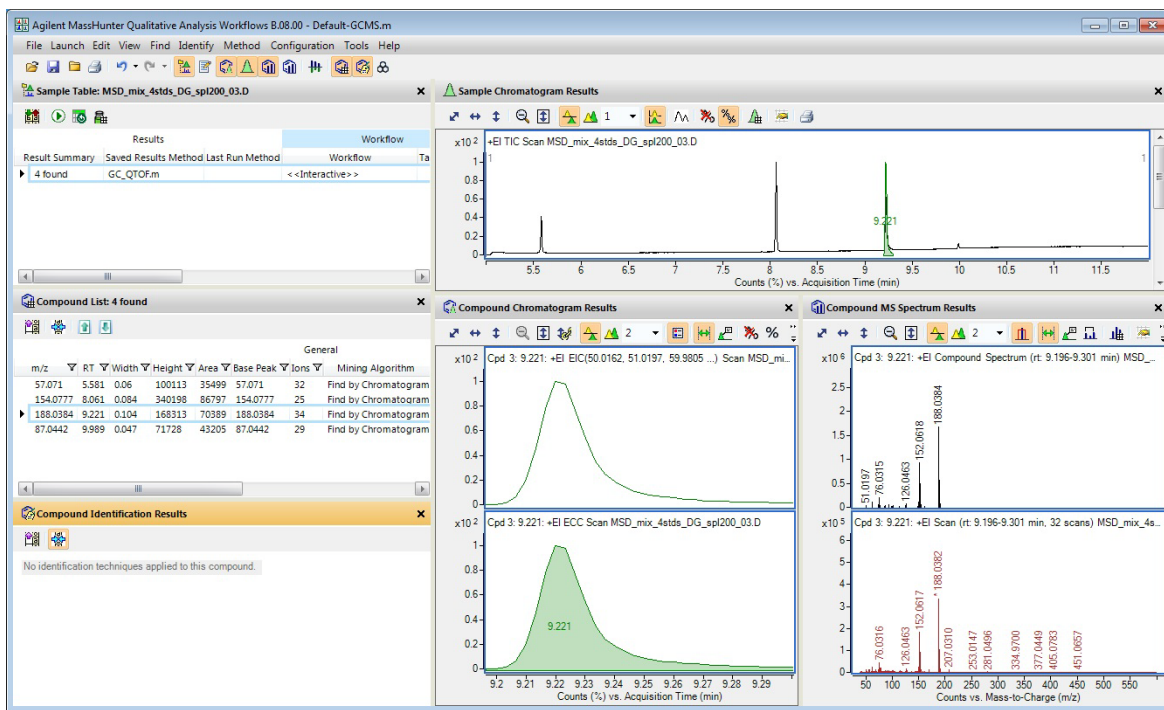 Agilent MassHunter Qualitative Analysis Workflows B.08.00 - Default-GCMS.m
File Launch Edit View Find Identify Method Configuration Tools Help
Sample Table: MSD_mix_4stds_DG_spl200_03.D
Results Workflow
Result Summary Saved Results Method Last Run Method Workflow Ta
4 found GC_QTOF.m <<Interactive>>
Sample Chromatogram Results
1
x10 2 +EI TIC Scan MSD_mix_4stds_DG_spl200_03.D
1 1
1
0.8
0.6
0.4
0.2
0
9.221
5.5 6 6.5 7 7.5 8 8.5 9 9.5 10 10.5 11 11.5
Counts (%) vs. Acquisition Time (min)
Compound List: 4 found
General
m/z RT Width Height Area Base Peak Ions Mining Algorithm
57.071 5.581 0.06 100113 35499 57.071 32 Find by Chromatogram
154.0777 8.061 0.084 340198 86797 154.0777 25 Find by Chromatogram
188.0384 9.221 0.104 168313 70389 188.0384 34 Find by Chromatogram
87.0442 9.989 0.047 71728 43205 87.0442 29 Find by Chromatogram
Compound Identification Results
No identification techniques applied to this compound.
Compound Chromatogram Results
2 %
x10 2 Cpd 3: 9.221: +EI EIC(50.0162, 51.0197, 59.9805 ...) Scan MSD_mi...
1
0.8
0.6
0.4
0.2
0
x10 2 Cpd 3: 9.221: +EI ECC Scan MSD_mix_4stds_DG_spl200_03.D
1
0.8
0.6
0.4
0.2
0
9.221
9.2 9.21 9.22 9.23 9.24 9.25 9.26 9.27 9.28 9.29
Counts (%) vs. Acquisition Time (min)
Compound MS Spectrum Results
2
x10 6 Cpd 3: 9.221: +EI Compound Spectrum (rt: 9.196-9.301 min) MSD_...
2.5
2
1.5
1
0.5
0
51.0197
76.0315
126.0463
152.0618
188.0384
x10 5 Cpd 3: 9.221: +EI Scan (rt: 9.196-9.301 min, 32 scans) MSD_mix_4s...
6
5
4
3
2
1
0
76.0316
126.0463
152.0617
* 188.0382
207.0310
253.0147
281.0496
334.9700
377.0449
405.0783
451.0657
50 100 150 200 250 300 350 400 450 500 550
Counts vs. Mass-to-Charge (m/z)